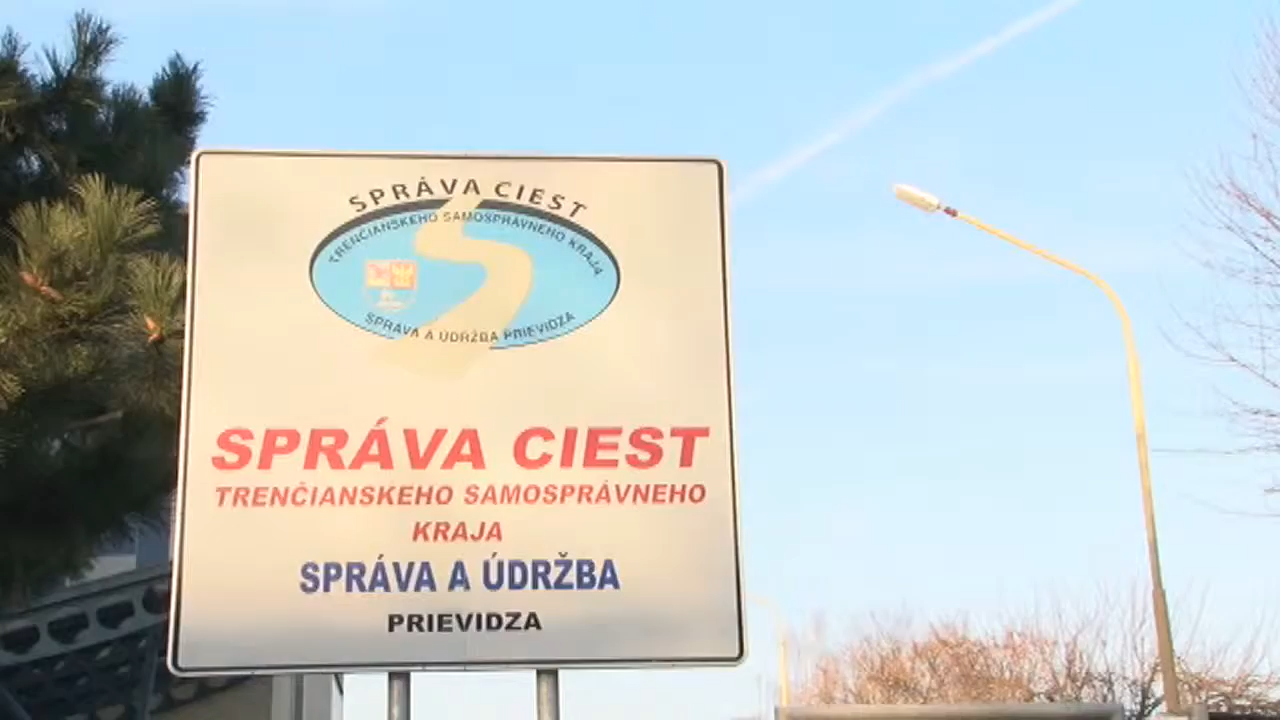 SPRÁVA CIEST
TRENČIANSKEHO SAMOSPRÁVNEHO KRAJA
SPRÁVA A ÚDRŽBA PRIEVIDZA
SPRÁVA CIEST
TRENČIANSKEHO SAMOSPRÁVNEHO
KRAJA
SPRÁVA A ÚDRŽBA
PRIEVIDZA